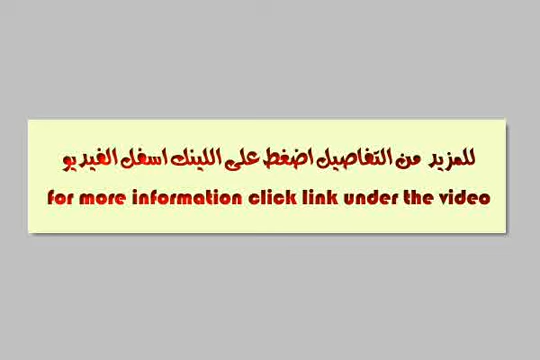 للمزيد من التفاصيل اضغط على اللينك اسفل الفيديو
for more information click link under the video